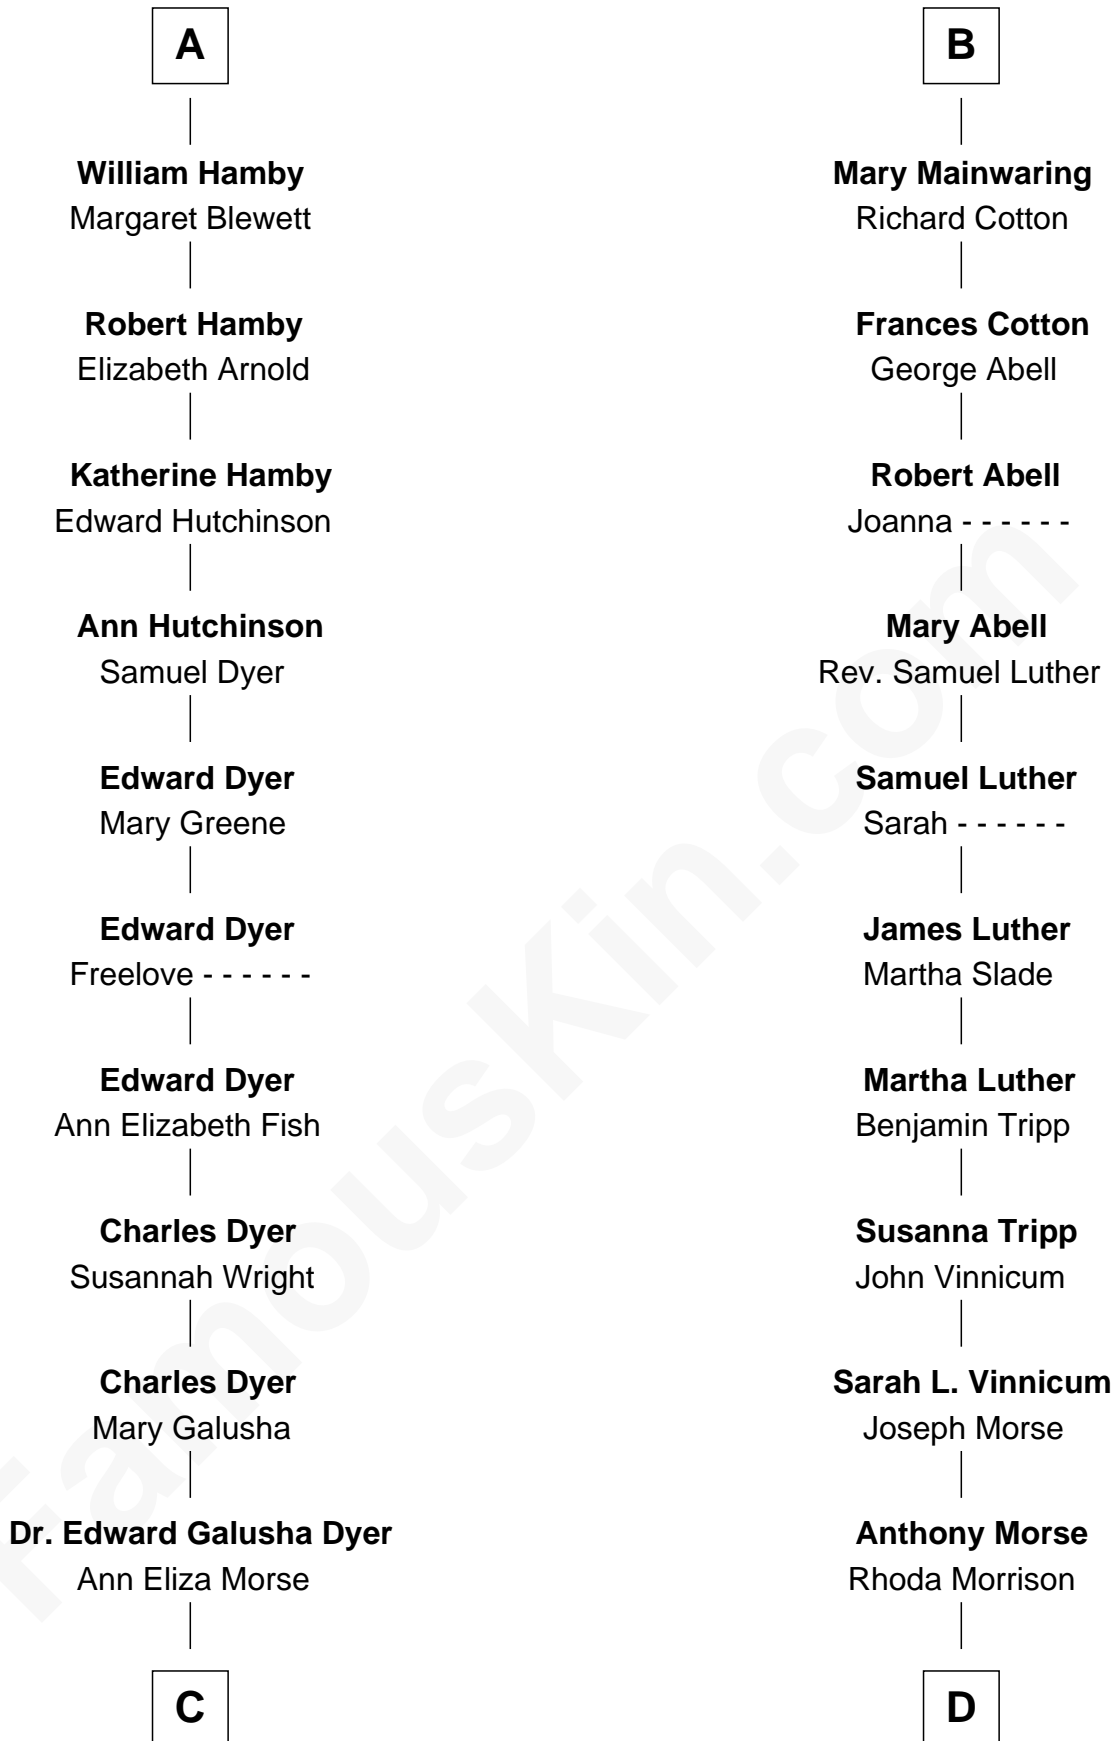 A
William Hamby
Margaret Blewett
Robert Hamby
Elizabeth Arnold
Katherine Hamby
Edward Hutchinson
Ann Hutchinson
Samuel Dyer
Edward Dyer
Mary Greene
Edward Dyer
Freelove - - - - - -
Edward Dyer
Ann Elizabeth Fish
Charles Dyer
Susannah Wright
Charles Dyer
Mary Galusha
Dr. Edward Galusha Dyer
Ann Eliza Morse
C
B
Mary Mainwaring
Richard Cotton
Frances Cotton
George Abell
Robert Abell
Joanna - - - - - -
Mary Abell
Rev. Samuel Luther
Samuel Luther
Sarah - - - - - -
James Luther
Martha Slade
Martha Luther
Benjamin Tripp
Susanna Tripp
John Vinnicum
Sarah L. Vinnicum
Joseph Morse
Anthony Morse
Rhoda Morrison
D
FamousKin.com